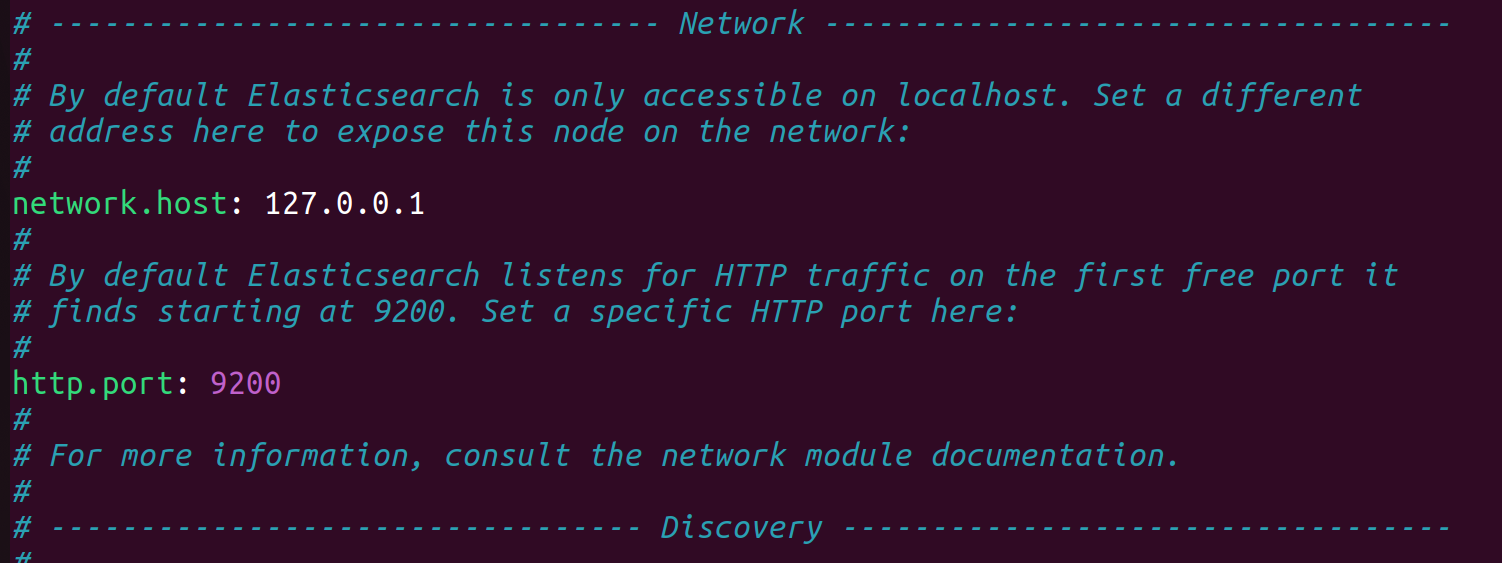 # ---------------------------------- Network -----------------------------------
#
# By default Elasticsearch is only accessible on localhost. Set a different
# address here to expose this node on the network:
#
network.host: 127.0.0.1
#
# By default Elasticsearch listens for HTTP traffic on the first free port it
# finds starting at 9200. Set a specific HTTP port here:
#
http.port: 9200
#
# For more information, consult the network module documentation.
#
# --------------------------------- Discovery ----------------------------------
#